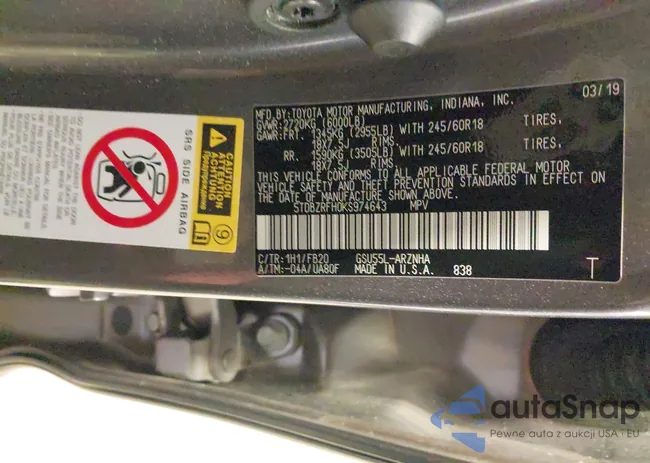 03/19
MFD. BY: TOYOTA MOTOR MANUFACTURING, INDIANA, INC.
GVWR: 2720KG (6000LB)
GAWR: FRT. 1345KG (2955LB) WITH 245/60R18 TIRES,
18X7.5J RIMS,
RR. 1590KG (3505LB) WITH 245/60R18 TIRES,
18X7.5J RIMS.
THIS VEHICLE CONFORMS TO ALL APPLICABLE FEDERAL MOTOR
VEHICLE SAFETY AND THEFT PREVENTION STANDARDS IN EFFECT ON
THE DATE OF MANUFACTURE SHOWN ABOVE.
5TDBZRFH0KS974643 MPV
C/TR: 1H1/FB20 GSU55L-ARZNHA
A/TM: -04A/UA80F MADE IN U.S.A. 838
T
SRS SIDE AIRBAG
CAUTION
ACHTUNG
9
autaSnap
Pewne auta z aukcji USA i EU